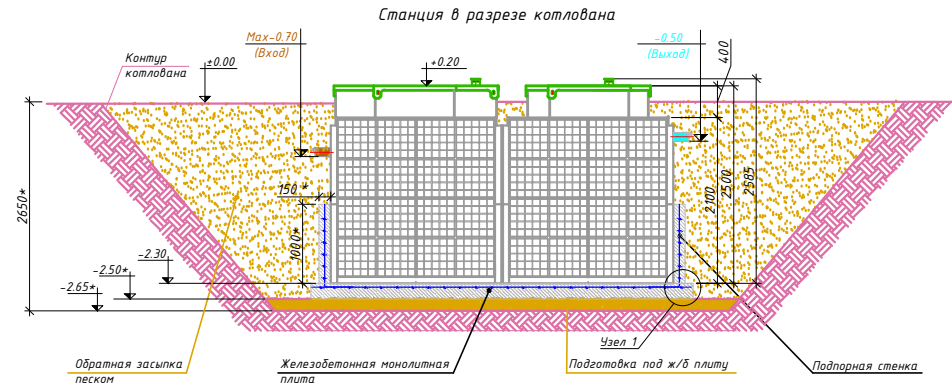 Станция в разрезе котлована
Max-0.70
(Вход)
-0.50
(Выход)
Контур
котлована
±0.00
+0.20
400
2650*
150 *
1000*
2100
2500
2585
-2.30
-2.50*
-2.65*
Узел 1
Обратная засыпка
песком
Железобетонная монолитная
плита
Подготовка под ж/б плиту
Подпорная стенка